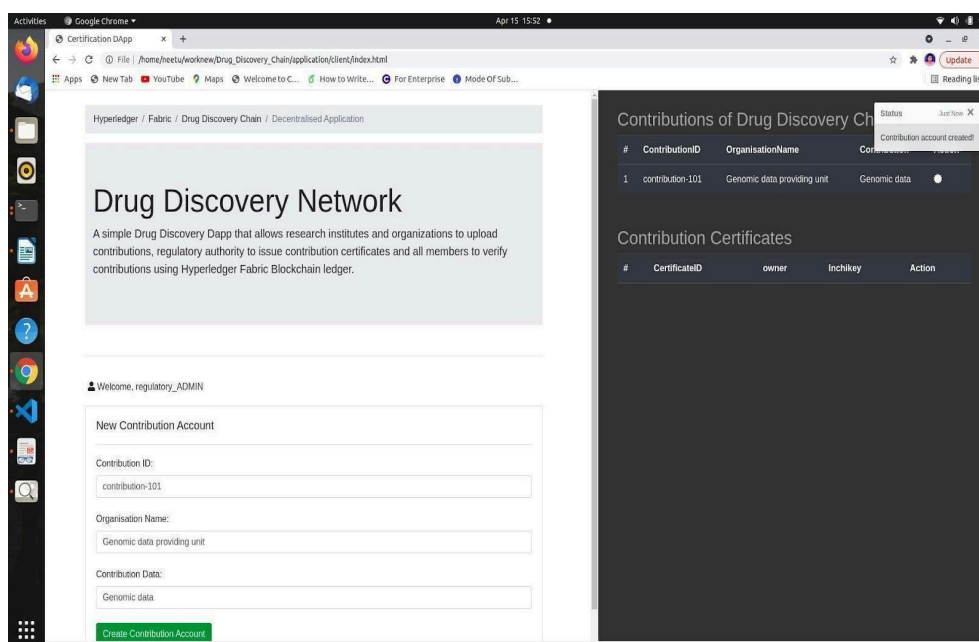 Activities Google Chrome ▾ Apr 15 15:52
Certification DApp × +
File /home/neetu/worknew/Drug_Discovery_Chain/application/client/index.html Update
Apps New Tab YouTube Maps Welcome to C... How to Write... For Enterprise Mode Of Sub... Reading lis
Hyperledger / Fabric / Drug Discovery Chain / Decentralised Application
Drug Discovery Network
A simple Drug Discovery Dapp that allows research institutes and organizations to upload
contributions, regulatory authority to issue contribution certificates and all members to verify
contributions using Hyperledger Fabric Blockchain ledger.
Welcome, regulatory_ADMIN
New Contribution Account
Contribution ID:
contribution-101
Organisation Name:
Genomic data providing unit
Contribution Data:
Genomic data
Create Contribution Account
Contributions of Drug Discovery Ch
Status Just Now ×
Contribution account created!
# ContributionID OrganisationName
1 contribution-101 Genomic data providing unit Genomic data
Contribution Certificates
# CertificateID owner Inchikey Action